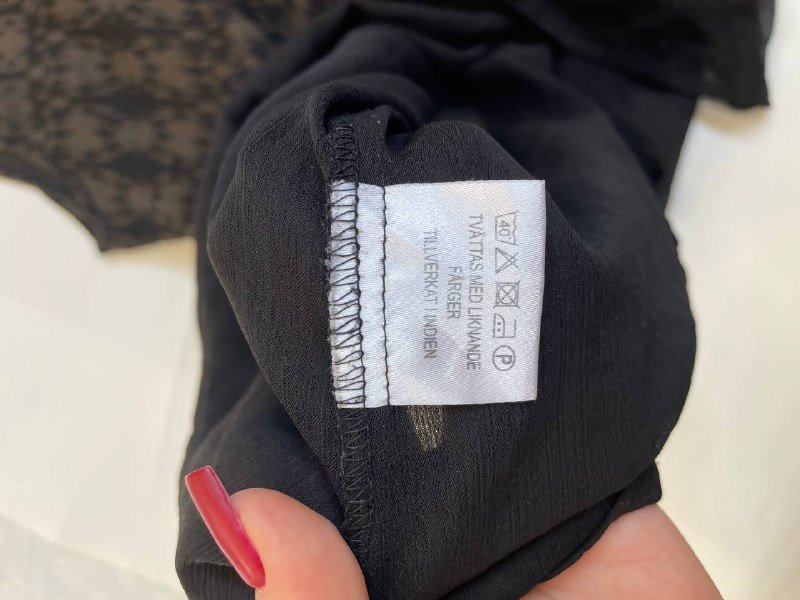 40 P
TVÄTTAS MED LIKNANDE
FÄRGER
TILLVERKAT I INDIEN